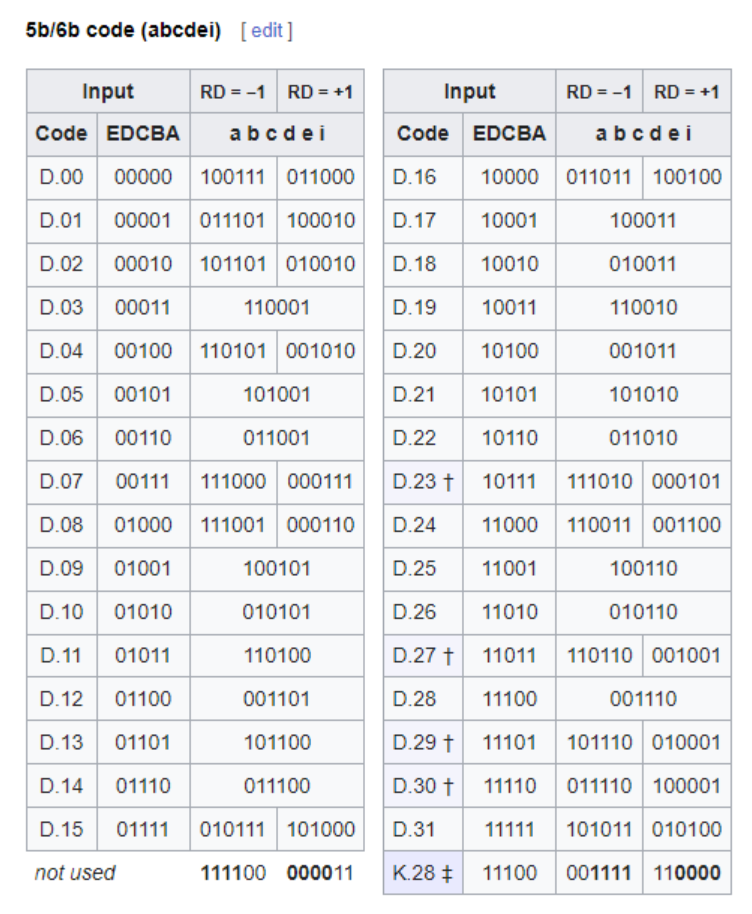 5b/6b code (abcdei) [ edit ]
Input RD = −1 RD = +1 Input RD = −1 RD = +1
Code EDCBA a b c d e i Code EDCBA a b c d e i
D.00 00000 100111 011000 D.16 10000 011011 100100
D.01 00001 011101 100010 D.17 10001 100011
D.02 00010 101101 010010 D.18 10010 010011
D.03 00011 110001 D.19 10011 110010
D.04 00100 110101 001010 D.20 10100 001011
D.05 00101 101001 D.21 10101 101010
D.06 00110 011001 D.22 10110 011010
D.07 00111 111000 000111 D.23 † 10111 111010 000101
D.08 01000 111001 000110 D.24 11000 110011 001100
D.09 01001 100101 D.25 11001 100110
D.10 01010 010101 D.26 11010 010110
D.11 01011 110100 D.27 † 11011 110110 001001
D.12 01100 001101 D.28 11100 001110
D.13 01101 101100 D.29 † 11101 101110 010001
D.14 01110 011100 D.30 † 11110 011110 100001
D.15 01111 010111 101000 D.31 11111 101011 010100
not used 111100 000011 K.28 ‡ 11100 001111 110000